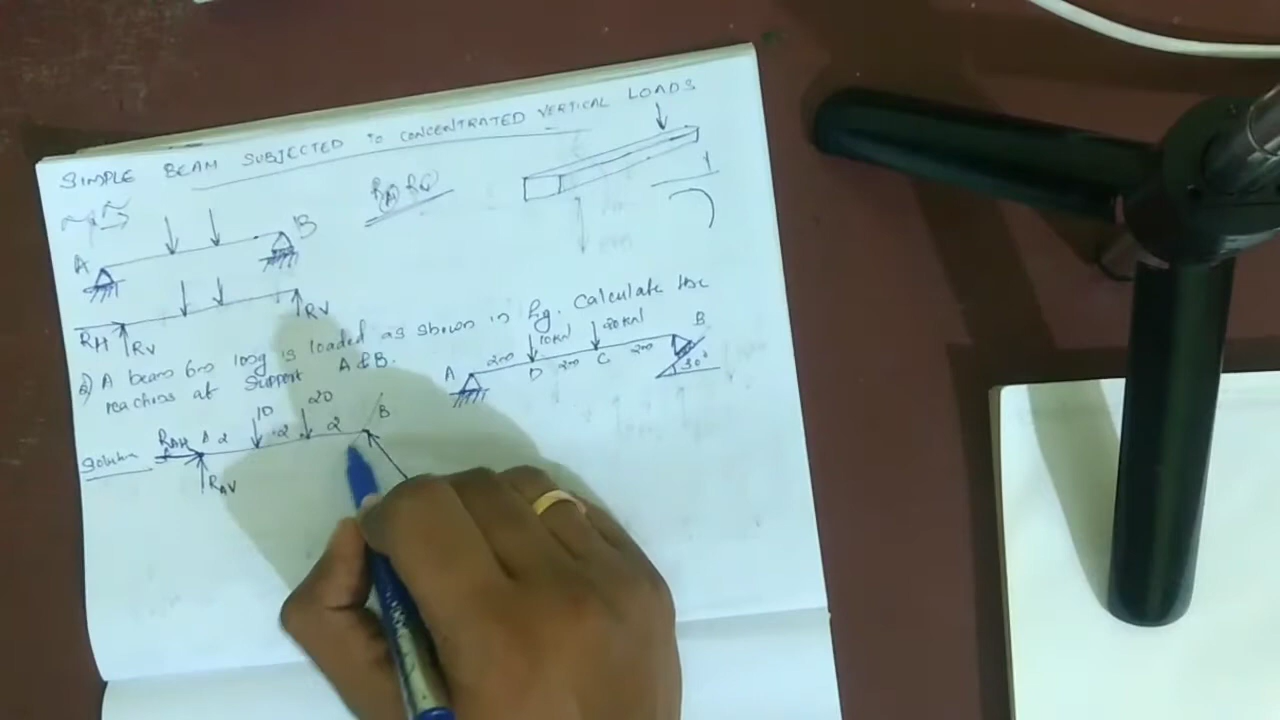 SIMPLE BEAM SUBJECTED to CONCENTRATED VERTICAL LOADS
RA RB
A B
RH RV RV
Q) A beam 6m long is loaded as shown in fig. Calculate the
reactions at support A & B.
A 2m D 10KN 2m C 20KN 2m B 30°
Solution RAH A 2 10 2 20 2 B
RAV